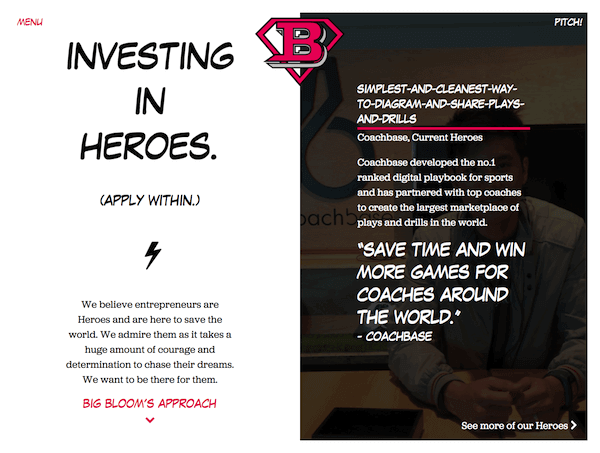 MENU
PITCH!
B
INVESTING
IN
HEROES.
(APPLY WITHIN.)
We believe entrepreneurs are
Heroes and are here to save the
world. We admire them as it takes a
huge amount of courage and
determination to chase their dreams.
We want to be there for them.
BIG BLOOM'S APPROACH
SIMPLEST-AND-CLEANEST-WAY-
TO-DIAGRAM-AND-SHARE-PLAYS-
AND-DRILLS
Coachbase, Current Heroes
Coachbase developed the no.1
ranked digital playbook for sports
and has partnered with top coaches
to create the largest marketplace of
plays and drills in the world.
"SAVE TIME AND WIN
MORE GAMES FOR
COACHES AROUND
THE WORLD."
- COACHBASE
oachbase
See more of our Heroes